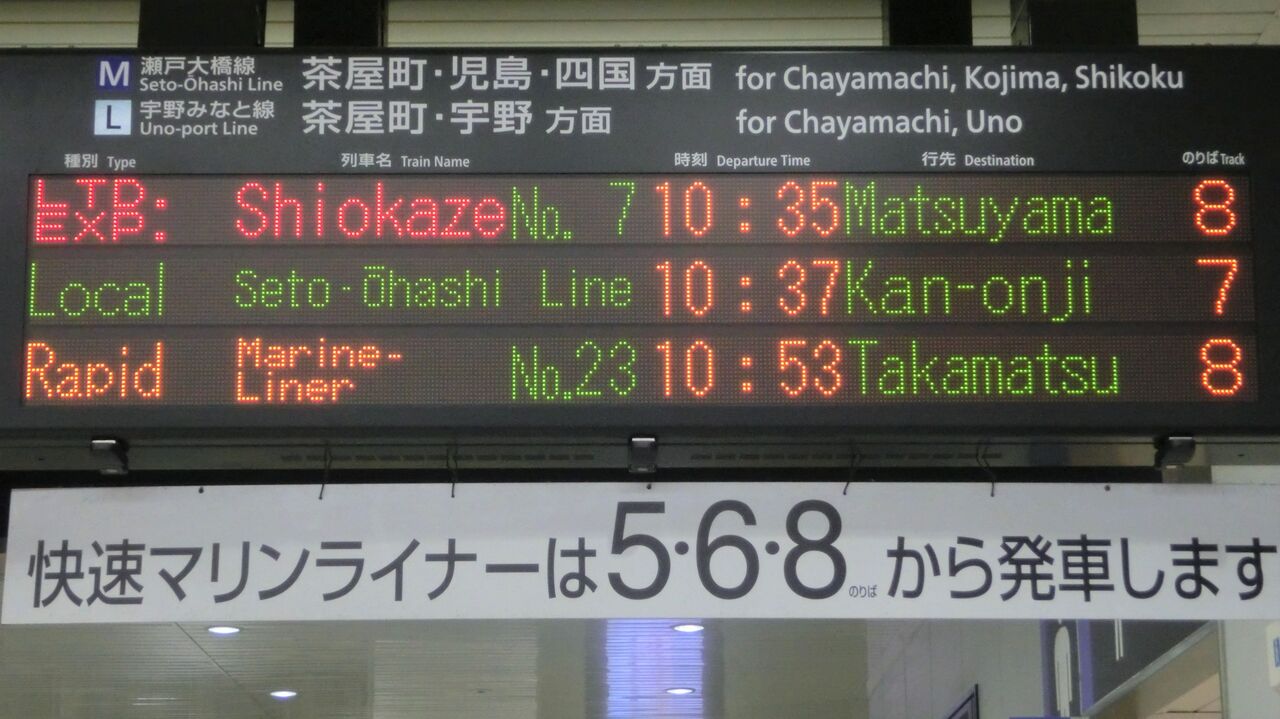 M 瀬戸大橋線 茶屋町・児島・四国 方面 for Chayamachi, Kojima, Shikoku
Seto-Ohashi Line
L 宇野みなと線 茶屋町・宇野 方面 for Chayamachi, Uno
Uno-port Line
種別 Type 列車名 Train Name 時刻 Departure Time 行先 Destination のりば Track
LTD. EXP: Shiokaze No. 7 10:35 Matsuyama 8
Local Seto-Ōhashi Line 10:37 Kan-onji 7
Rapid Marine-Liner No.23 10:53 Takamatsu 8
快速マリンライナーは5・6・8のりばから発車します